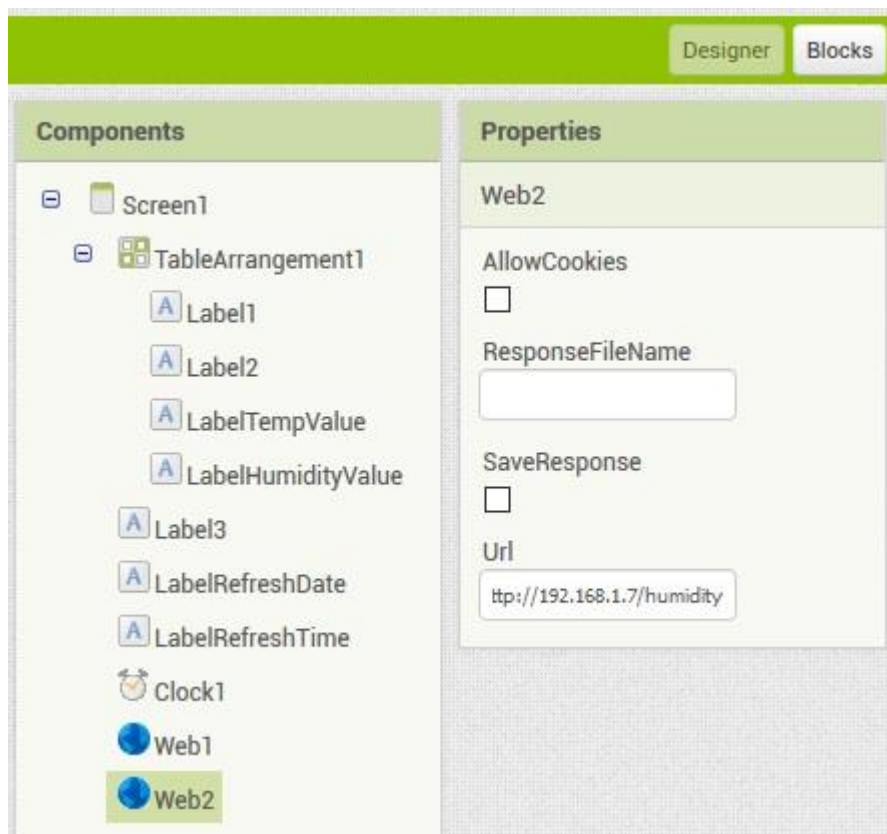 Designer
Blocks
Components
Screen1
TableArrangement1
A Label1
A Label2
A LabelTempValue
A LabelHumidityValue
A Label3
A LabelRefreshDate
A LabelRefreshTime
Clock1
Web1
Web2
Properties
Web2
AllowCookies
ResponseFileName
SaveResponse
Url
ttp://192.168.1.7/humidity